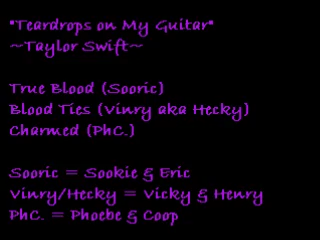 "Teardrops on My Guitar"
~Taylor Swift~
True Blood (Sooric)
Blood Ties (Vinry aka Hecky)
Charmed (PhC.)
Sooric = Sookie & Eric
Vinry/Hecky = Vicky & Henry
PhC. = Phoebe & Coop